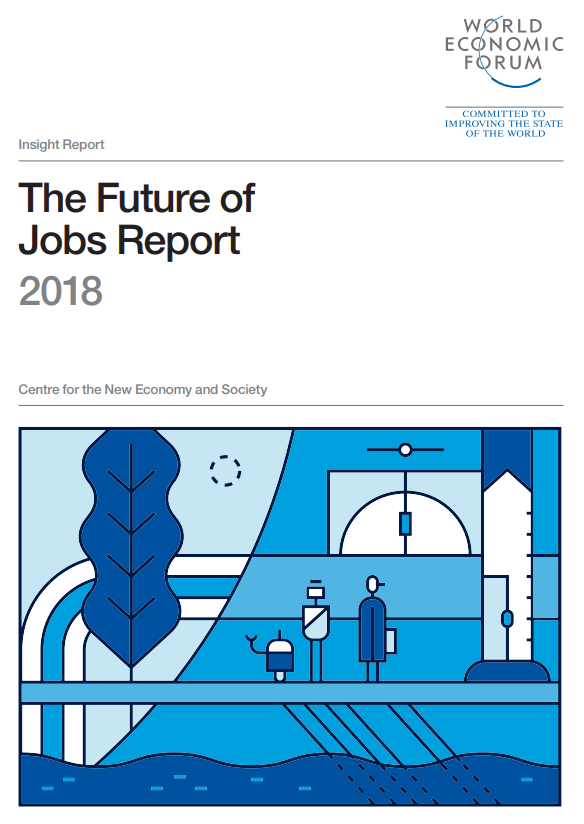 WORLD
ECONOMIC
FORUM
COMMITTED TO
IMPROVING THE STATE
OF THE WORLD
Insight Report
The Future of
Jobs Report
2018
Centre for the New Economy and Society